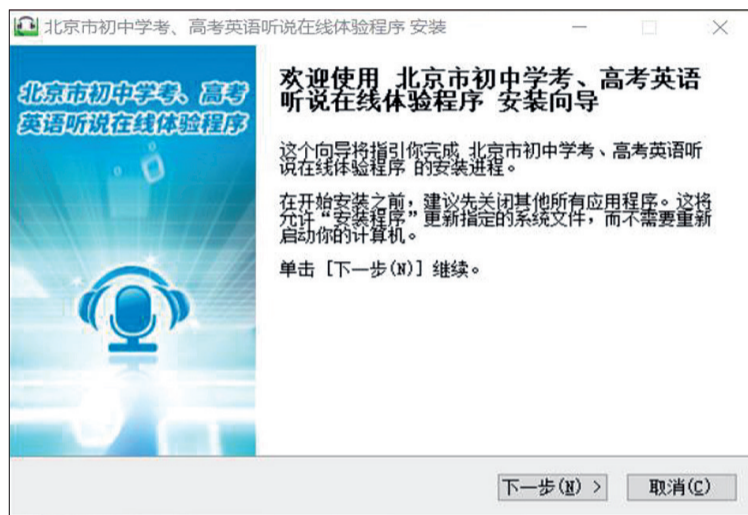 北京市初中学考、高考英语听说在线体验程序 安装
北京市初中学考、高考
英语听说在线体验程序
欢迎使用 北京市初中学考、高考英语
听说在线体验程序 安装向导
这个向导将指引你完成 北京市初中学考、高考英语听
说在线体验程序 的安装进程。
在开始安装之前，建议先关闭其他所有应用程序。这将
允许“安装程序”更新指定的系统文件，而不需要重新
启动你的计算机。
单击 [下一步(N)] 继续。
下一步(N) >
取消(C)